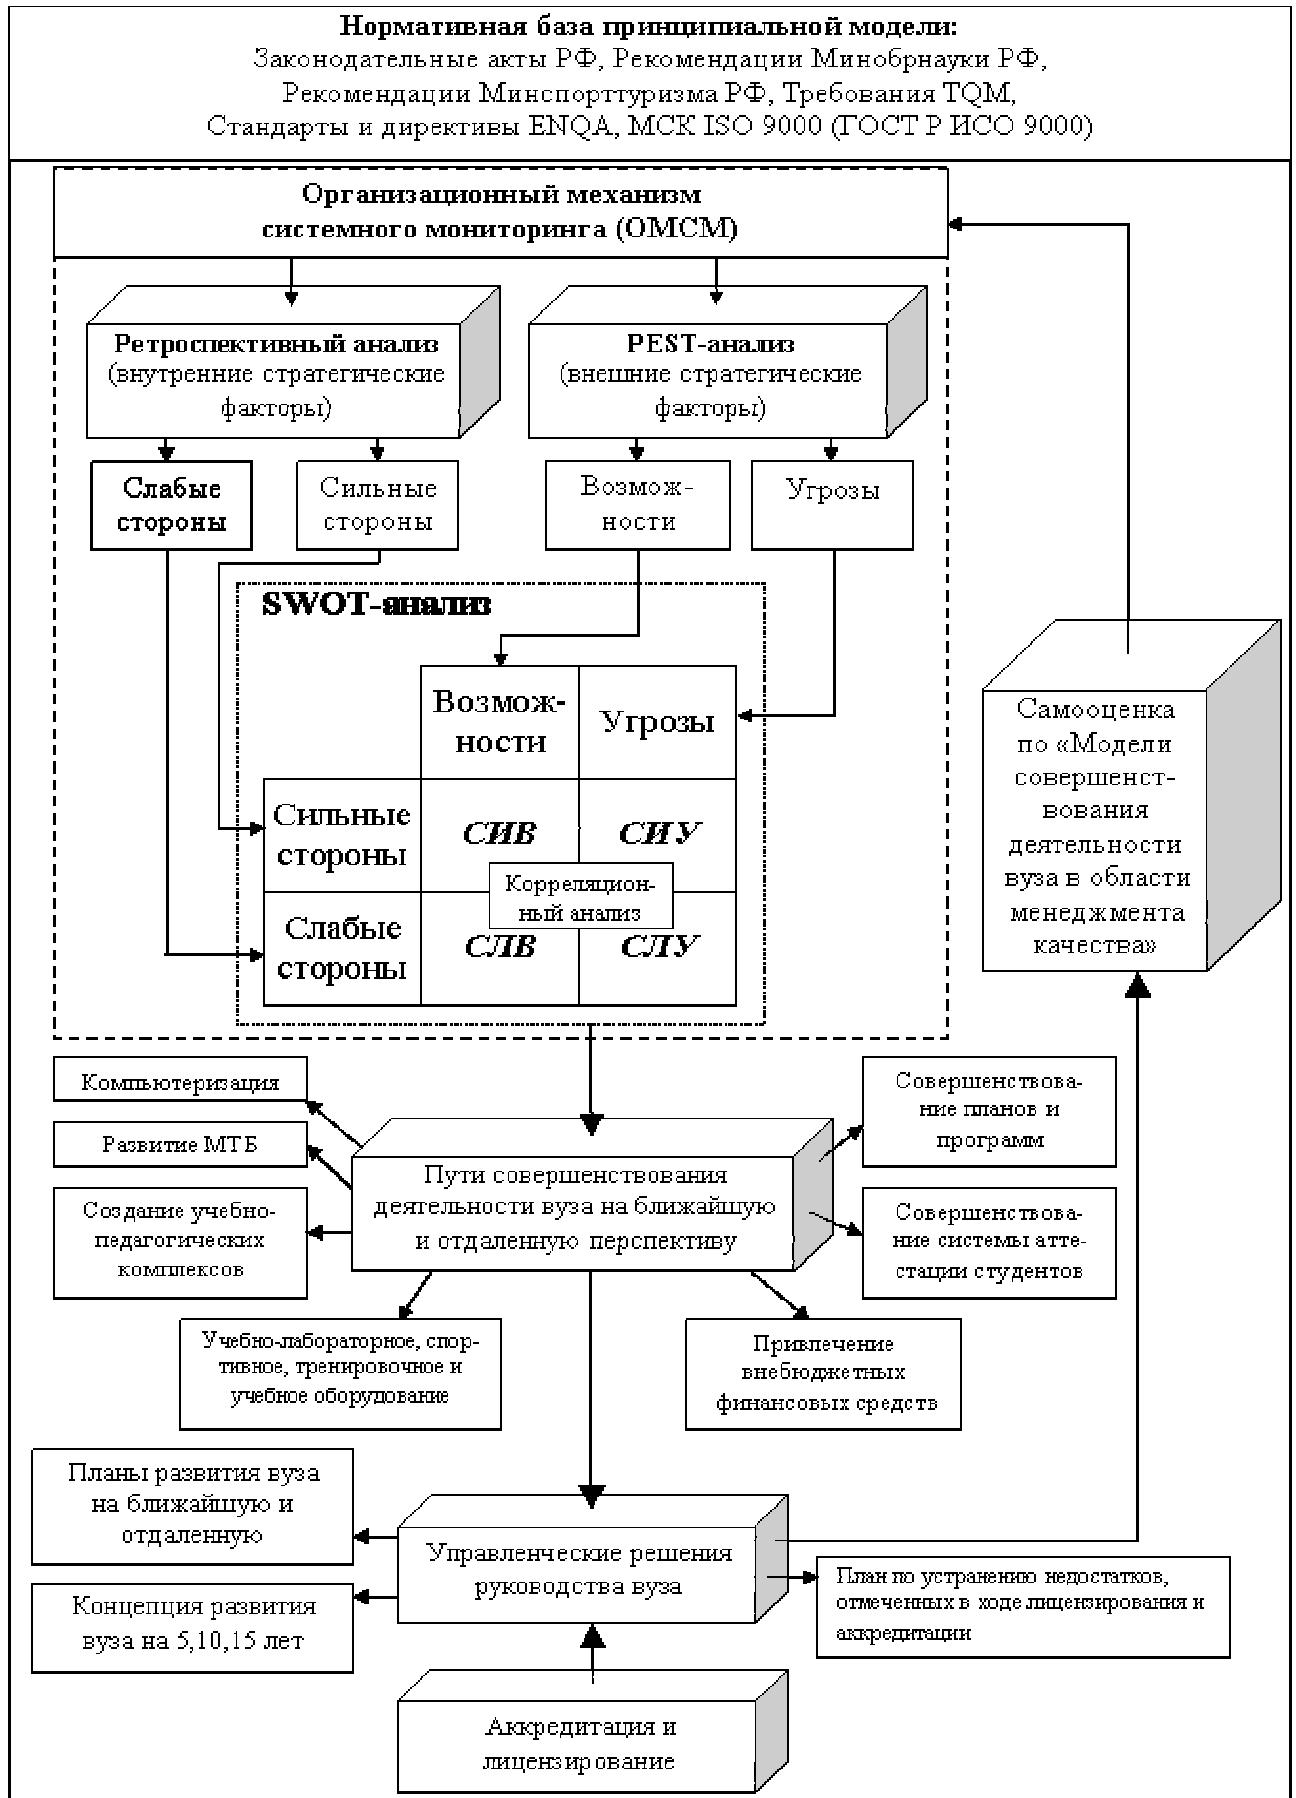 Нормативная база принципиальной модели:
Законодательные акты РФ, Рекомендации Минобрнауки РФ,
Рекомендации Минспорттуризма РФ, Требования TQM,
Стандарты и директивы ENQA, МСК ISO 9000 (ГОСТ Р ИСО 9000)
Организационный механизм
системного мониторинга (ОМСМ)
Ретроспективный анализ
(внутренние стратегические
факторы)
PEST-анализ
(внешние стратегические
факторы)
Слабые
стороны
Сильные
стороны
Возмож-
ности
Угрозы
SWOT-анализ
Возмож-
ности
Угрозы
Сильные
стороны
СИВ
СИУ
Корреляцион-
ный анализ
Слабые
стороны
СЛВ
СЛУ
Самооценка
по «Модели
совершенст-
вования
деятельности
вуза в области
менеджмента
качества»
Компьютеризация
Развитие МТБ
Создание учебно-
педагогических
комплексов
Пути совершенствования
деятельности вуза на ближайшую
и отдаленную перспективу
Совершенствова-
ние планов и
программ
Совершенствова-
ние системы атте-
стации студентов
Учебно-лабораторное, спор-
тивное, тренировочное и
учебное оборудование
Привлечение
внебюджетных
финансовых средств
Планы развития вуза
на ближайшую и
отдаленную
Концепция развития
вуза на 5,10,15 лет
Управленческие решения
руководства вуза
План по устранению недостатков,
отмеченных в ходе лицензирования и
аккредитации
Аккредитация и
лицензирование